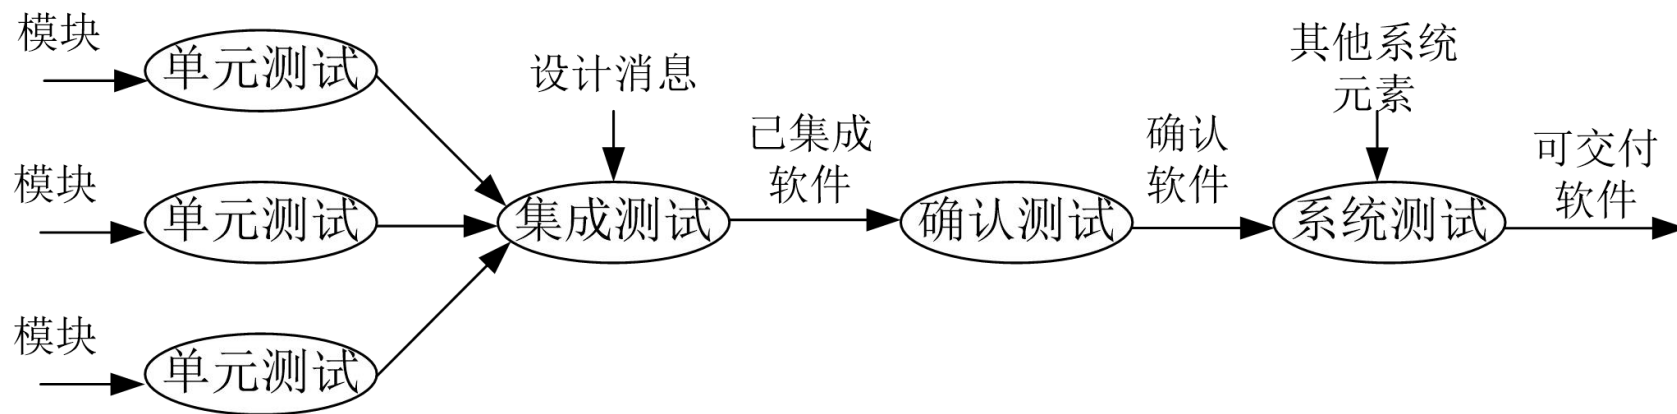 模块
单元测试
模块
单元测试
模块
单元测试
设计消息
集成测试
已集成
软件
确认测试
确认
软件
其他系统
元素
系统测试
可交付
软件